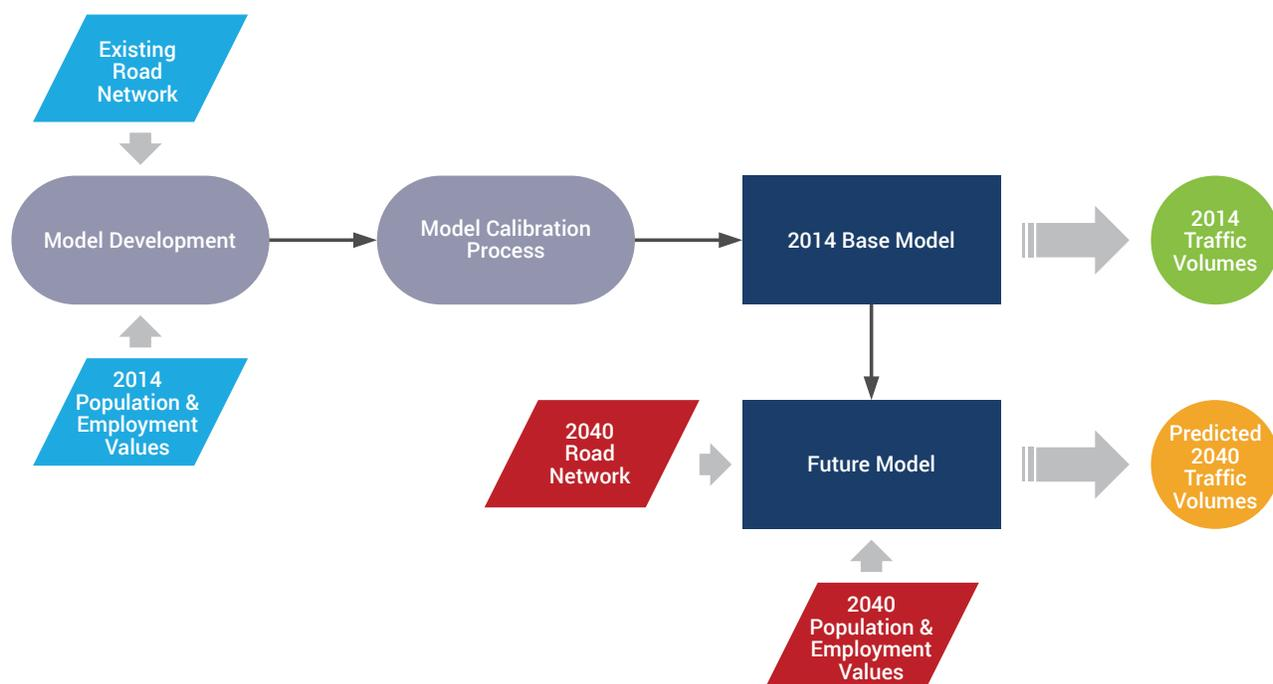 Existing
Road
Network
Model Development
Model Calibration
Process
2014 Base Model
2014
Traffic
Volumes
2014
Population &
Employment
Values
2040
Road
Network
Future Model
Predicted
2040
Traffic
Volumes
2040
Population &
Employment
Values